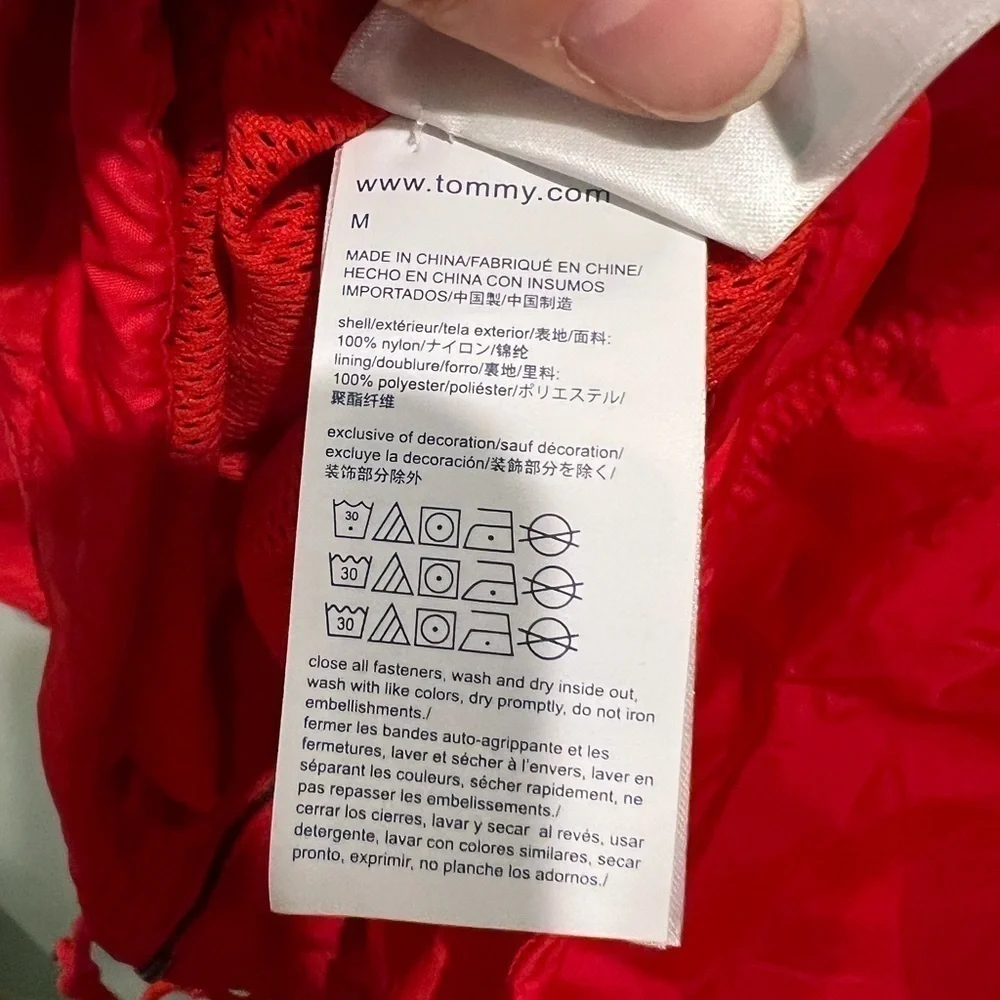 www.tommy.com
M
MADE IN CHINA/FABRIQUÉ EN CHINE/
HECHO EN CHINA CON INSUMOS
IMPORTADOS/中国製/中国制造
shell/extérieur/tela exterior/表地/面料:
100% nylon/ナイロン/锦纶
lining/doublure/forro/裏地/里料:
100% polyester/poliéster/ポリエステル/
聚酯纤维
exclusive of decoration/sauf décoration/
excluye la decoración/装飾部分を除く/
装饰部分除外
30
30
30
close all fasteners, wash and dry inside out,
wash with like colors, dry promptly, do not iron
embellishments./
fermer les bandes auto-agrippante et les
fermetures, laver et sécher à l'envers, laver en
séparant les couleurs, sécher rapidement, ne
pas repasser les embelissements./
cerrar los cierres, lavar y secar al revés, usar
detergente, lavar con colores similares, secar
pronto, exprimir, no planche los adornos./